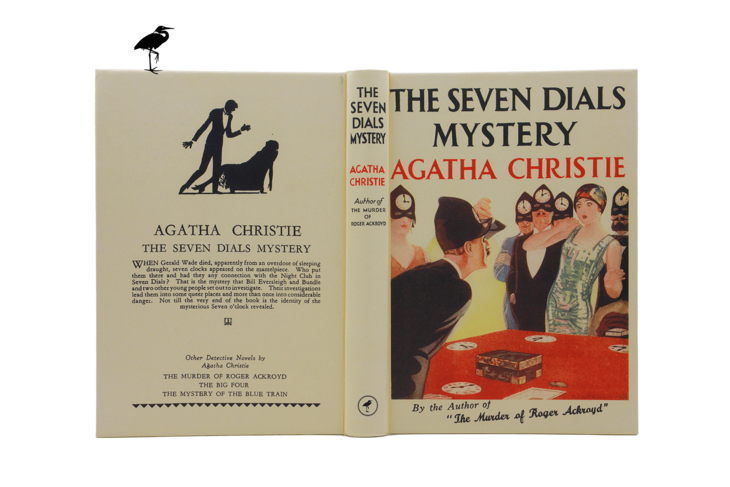 AGATHA CHRISTIE
THE SEVEN DIALS MYSTERY
WHEN Gerald Wade died, apparently from an overdose of sleeping
draught, seven clocks appeared on the mantelpiece. Who put
them there and had they any connection with the Night Club in
Seven Dials? That is the mystery that Bill Eversleigh and Bundle
and two other young people set out to investigate. Their investigations
lead them into some queer places and more than once into considerable
danger. Not till the very end of the book is the identity of the
mysterious Seven o'clock revealed.
Other Detective Novels by
Agatha Christie
THE MURDER OF ROGER ACKROYD
THE BIG FOUR
THE MYSTERY OF THE BLUE TRAIN
THE
SEVEN
DIALS
MYSTERY
AGATHA
CHRISTIE
Author of
THE MURDER
OF
ROGER ACKROYD
THE SEVEN DIALS
MYSTERY
AGATHA CHRISTIE
By the Author of
"The Murder of Roger Ackroyd"